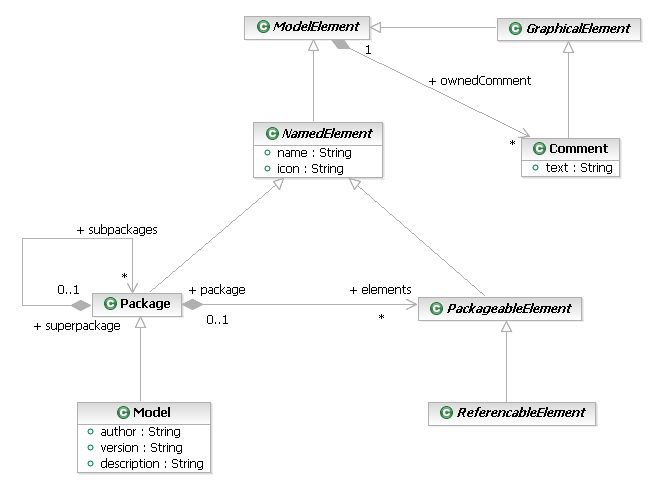 ModelElement
GraphicalElement
1
+ ownedComment
*
NamedElement
name : String
icon : String
Comment
text : String
+ subpackages
*
0..1
+ superpackage
Package
+ package
0..1
+ elements
*
PackageableElement
Model
author : String
version : String
description : String
ReferencableElement